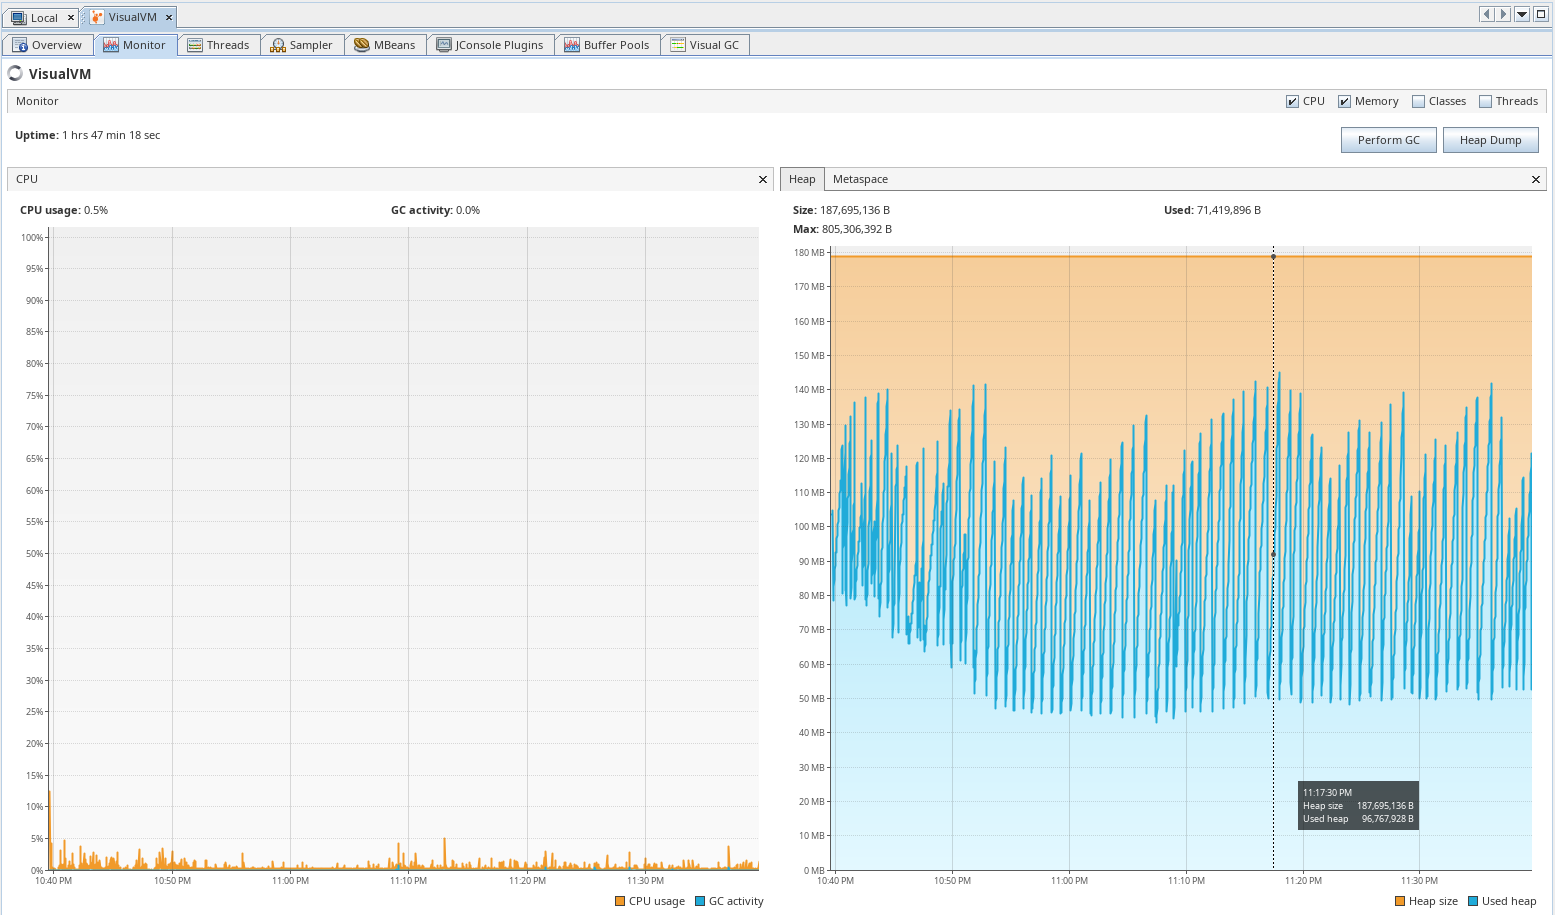 Local
VisualVM
Overview Monitor Threads Sampler MBeans JConsole Plugins Buffer Pools Visual GC
VisualVM
Monitor
CPU Memory Classes Threads
Uptime: 1 hrs 47 min 18 sec
Perform GC Heap Dump
CPU
CPU usage: 0.5% GC activity: 0.0%
100%
95%
90%
85%
80%
75%
70%
65%
60%
55%
50%
45%
40%
35%
30%
25%
20%
15%
10%
5%
0%
10:40 PM 10:50 PM 11:00 PM 11:10 PM 11:20 PM 11:30 PM
CPU usage GC activity
Heap Metaspace
Size: 187,695,136 B Used: 71,419,896 B
Max: 805,306,392 B
180 MB
170 MB
160 MB
150 MB
140 MB
130 MB
120 MB
110 MB
100 MB
90 MB
80 MB
70 MB
60 MB
50 MB
40 MB
30 MB
20 MB
10 MB
0 MB
11:17:30 PM
Heap size 187,695,136 B
Used heap 96,767,928 B
10:40 PM 10:50 PM 11:00 PM 11:10 PM 11:20 PM 11:30 PM
Heap size Used heap